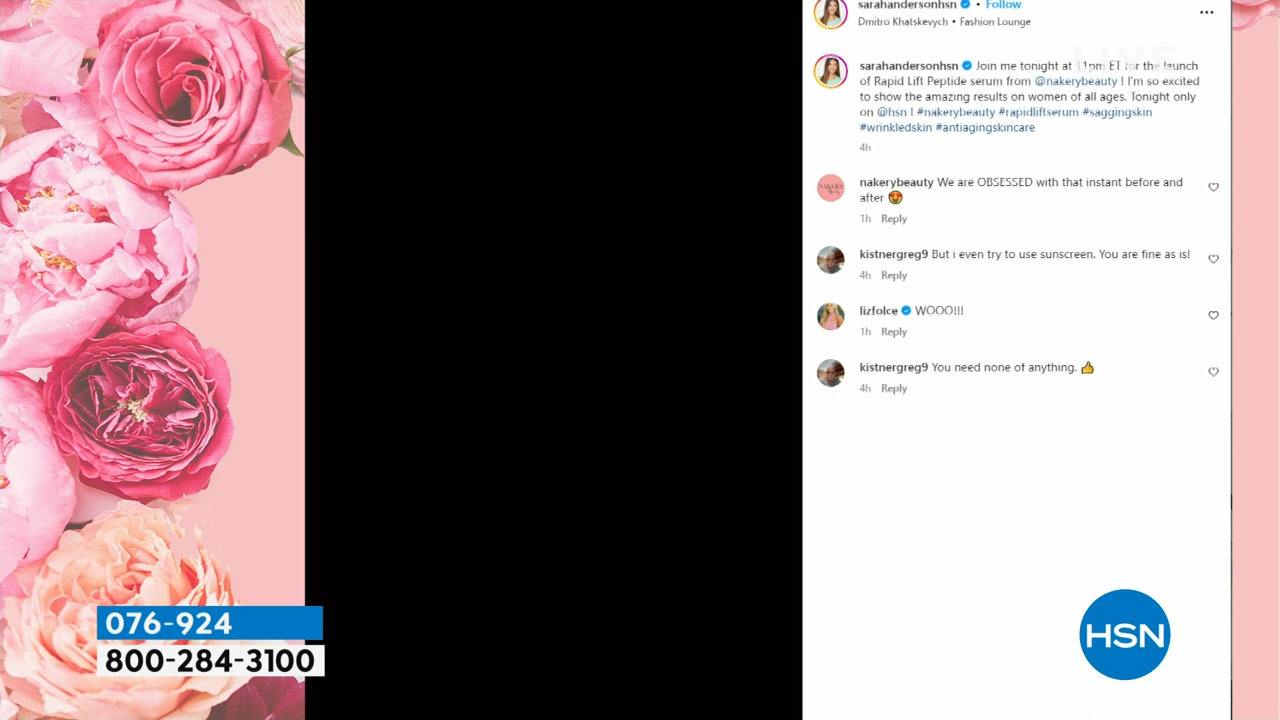 sarahandersonhsn • Follow
Dmitro Khatskevych • Fashion Lounge
LIVE
sarahandersonhsn Join me tonight at 11pm ET for the launch
of Rapid Lift Peptide serum from @nakerybeauty ! I'm so excited
to show the amazing results on women of all ages. Tonight only
on @hsn ! #nakerybeauty #rapidliftserum #saggingskin
#wrinkledskin #antiagingskincare
4h
NAKERY
nakerybeauty We are OBSESSED with that instant before and
after 😍
1h Reply
kistnergreg9 But i even try to use sunscreen. You are fine as is!
4h Reply
lizfolce WOOO!!!
1h Reply
kistnergreg9 You need none of anything. 👍
4h Reply
076-924
800-284-3100
HSN